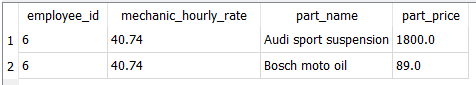 employee_id mechanic_hourly_rate part_name part_price
1 6 40.74 Audi sport suspension 1800.0
2 6 40.74 Bosch moto oil 89.0